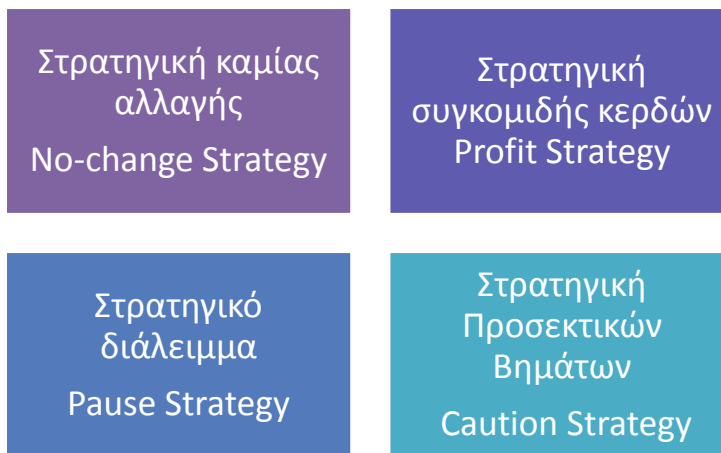 Στρατηγική καμίας
αλλαγής
No-change Strategy
Στρατηγική
συγκομιδής κερδών
Profit Strategy
Στρατηγικό
διάλειμμα
Pause Strategy
Στρατηγική
Προσεκτικών
Βημάτων
Caution Strategy